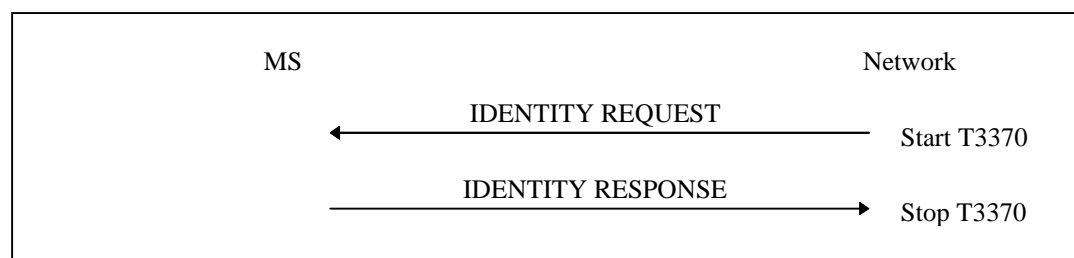 MS Network
IDENTITY REQUEST
Start T3370
IDENTITY RESPONSE
Stop T3370